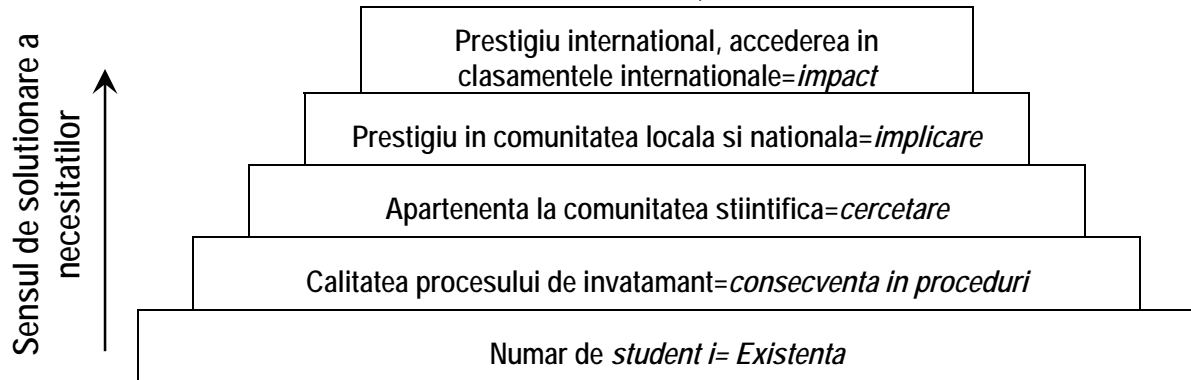 Sensul de solutionare a
necesitatilor
Prestigiu international, accederea in
clasamentele internationale=impact
Prestigiu in comunitatea locala si nationala=implicare
Apartenenta la comunitatea stiintifica=cercetare
Calitatea procesului de invatamant=consecventa in proceduri
Numar de student i= Existenta